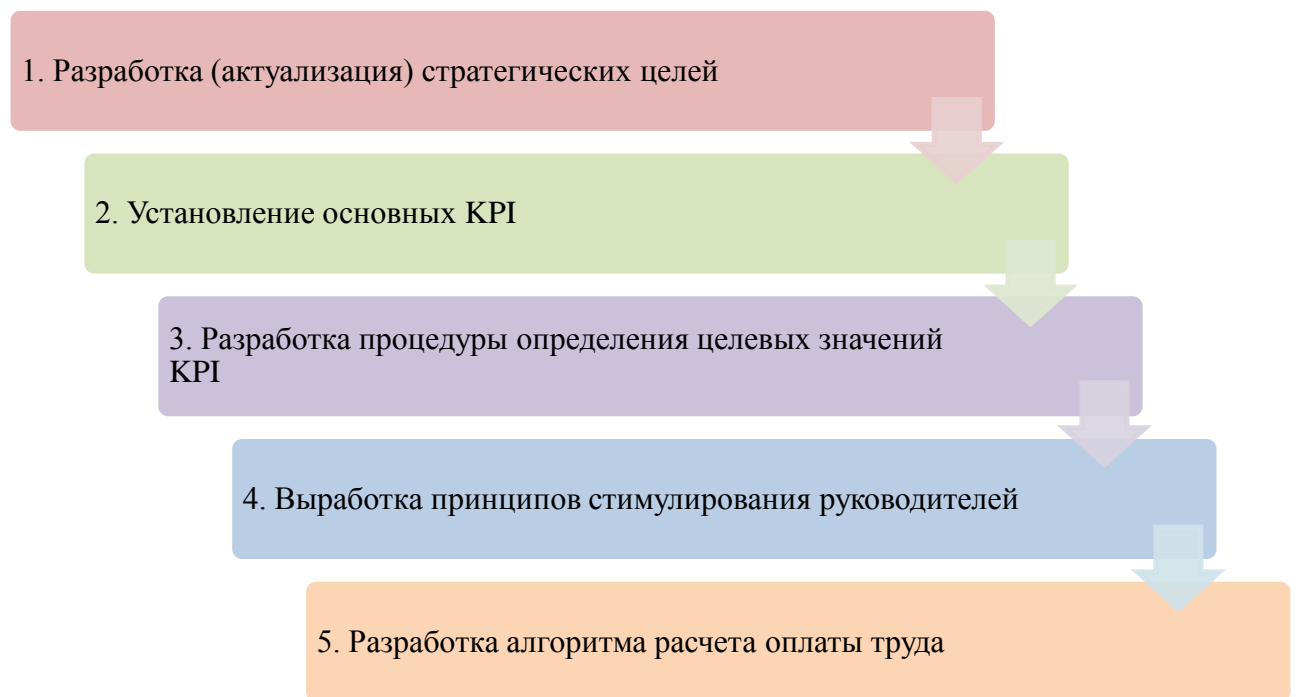 1. Разработка (актуализация) стратегических целей
2. Установление основных KPI
3. Разработка процедуры определения целевых значений
KPI
4. Выработка принципов стимулирования руководителей
5. Разработка алгоритма расчета оплаты труда